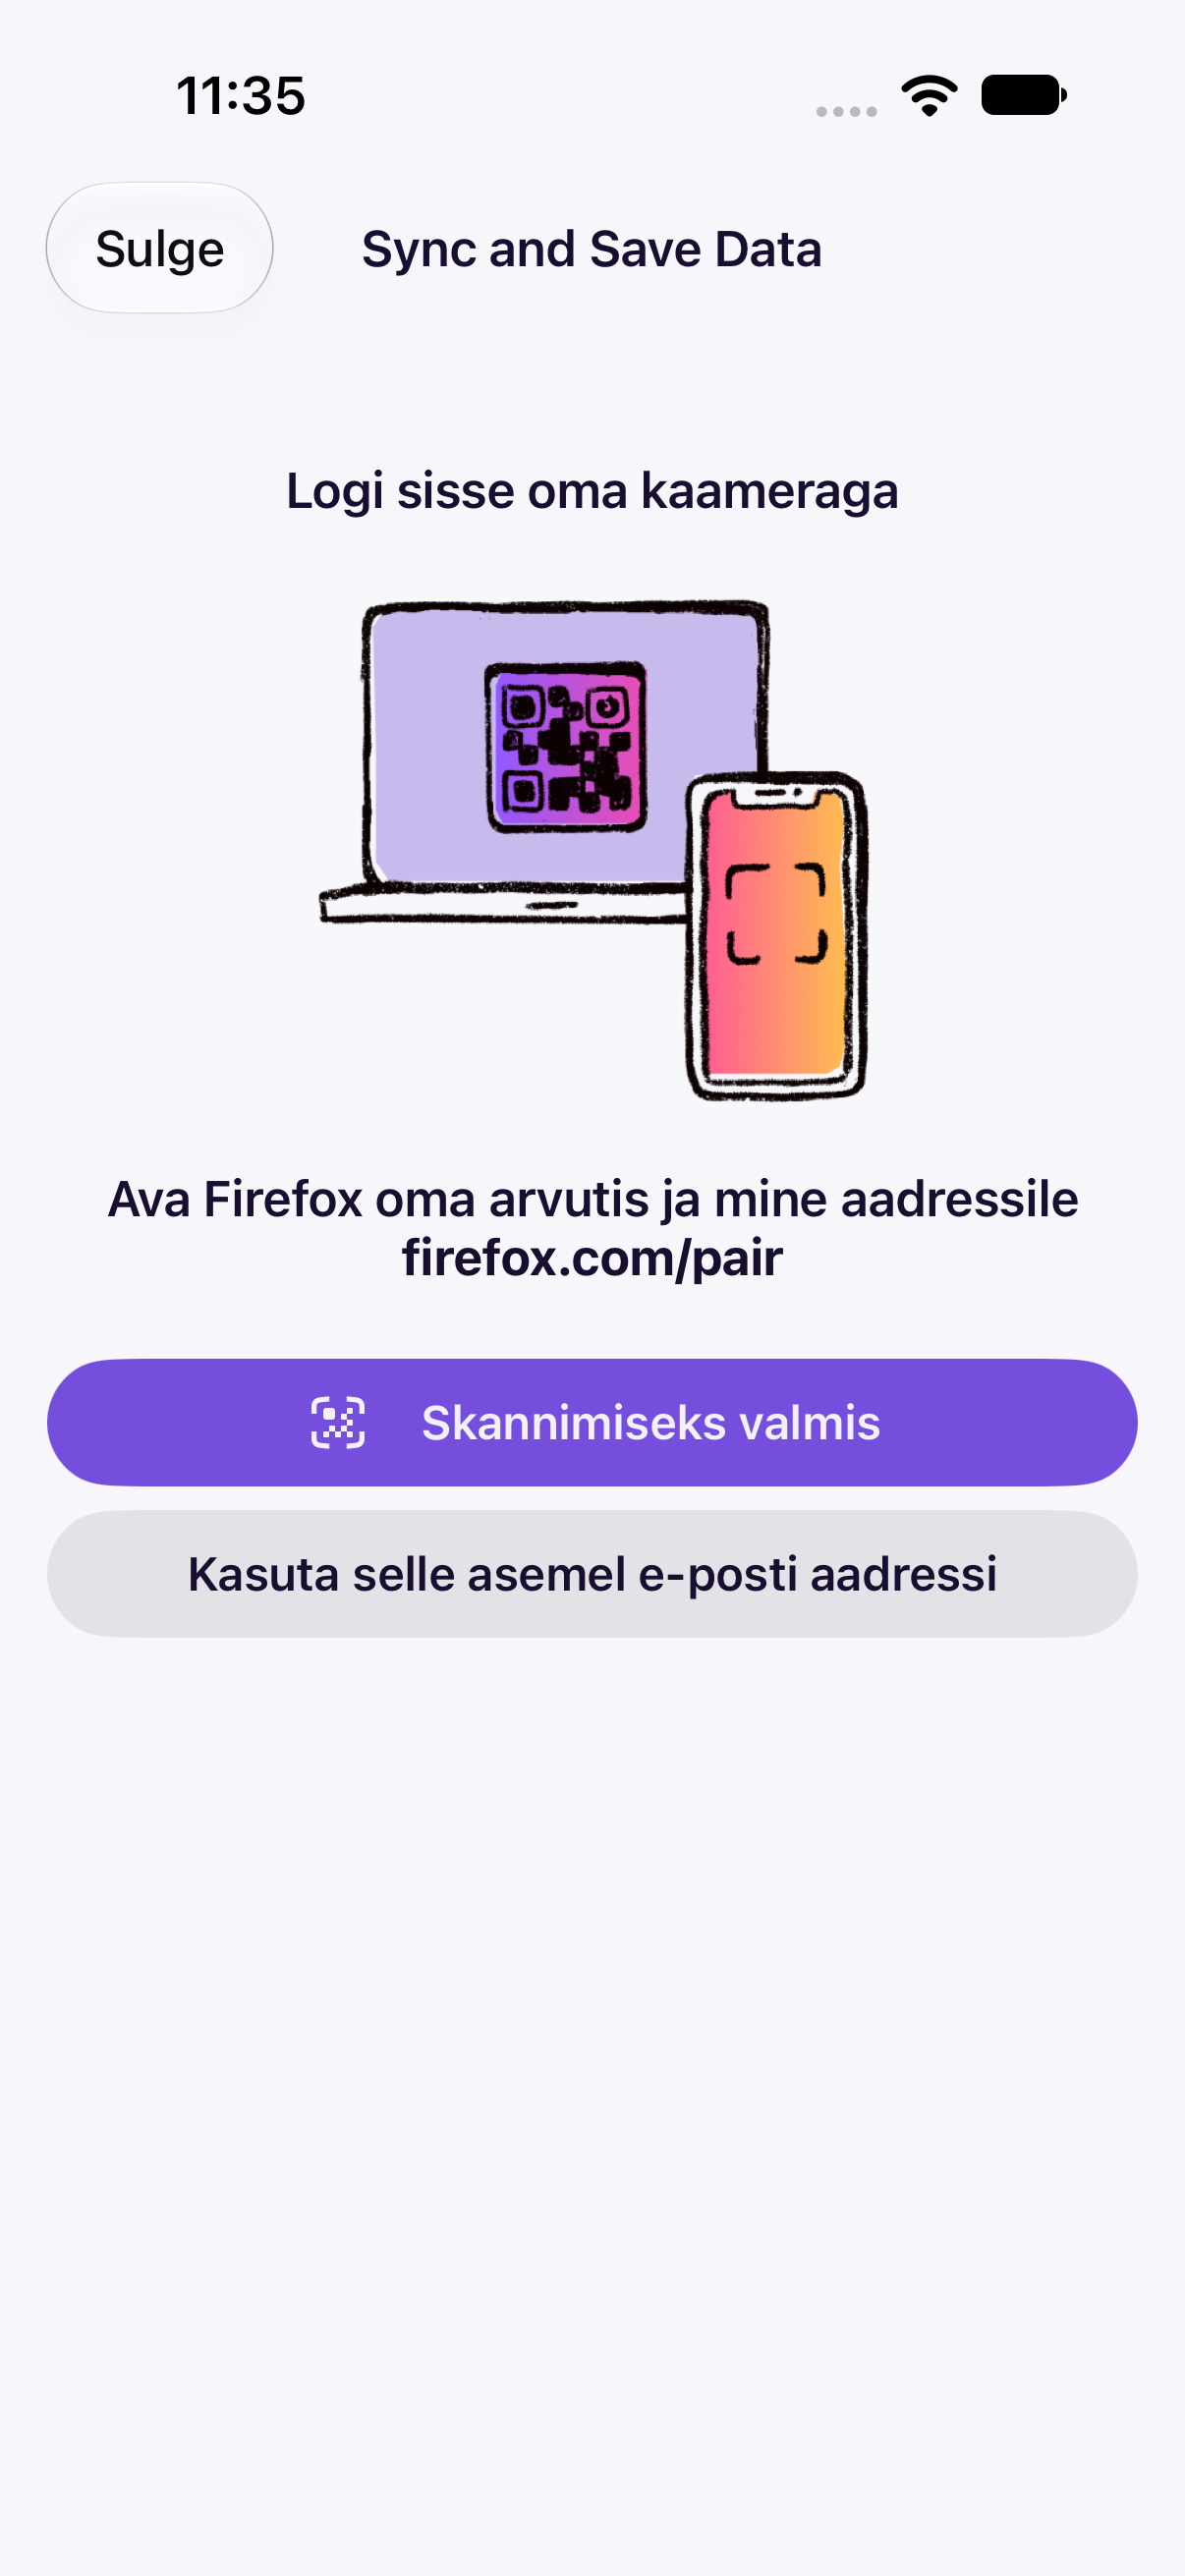 11:35
Sulge
Sync and Save Data
Logi sisse oma kaameraga
Ava Firefox oma arvutis ja mine aadressile
firefox.com/pair
Skannimiseks valmis
Kasuta selle asemel e-posti aadressi